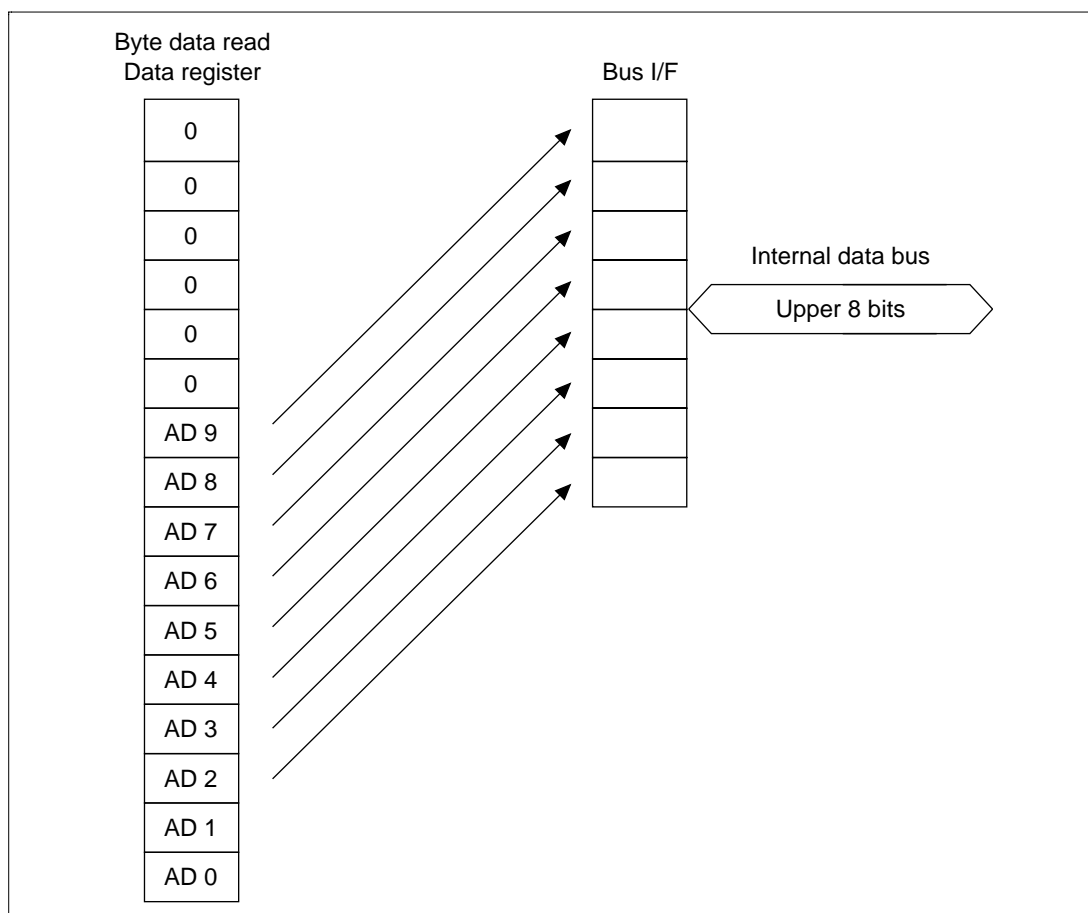 Byte data read
Data register
Bus I/F
0
0
0
0
0
0
AD 9
AD 8
AD 7
AD 6
AD 5
AD 4
AD 3
AD 2
AD 1
AD 0
Internal data bus
Upper 8 bits